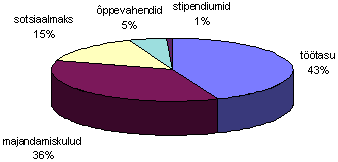 stipendiumid
1%
õppevahendid
5%
sotsiaalmaks
15%
töötasu
43%
majandamiskulud
36%